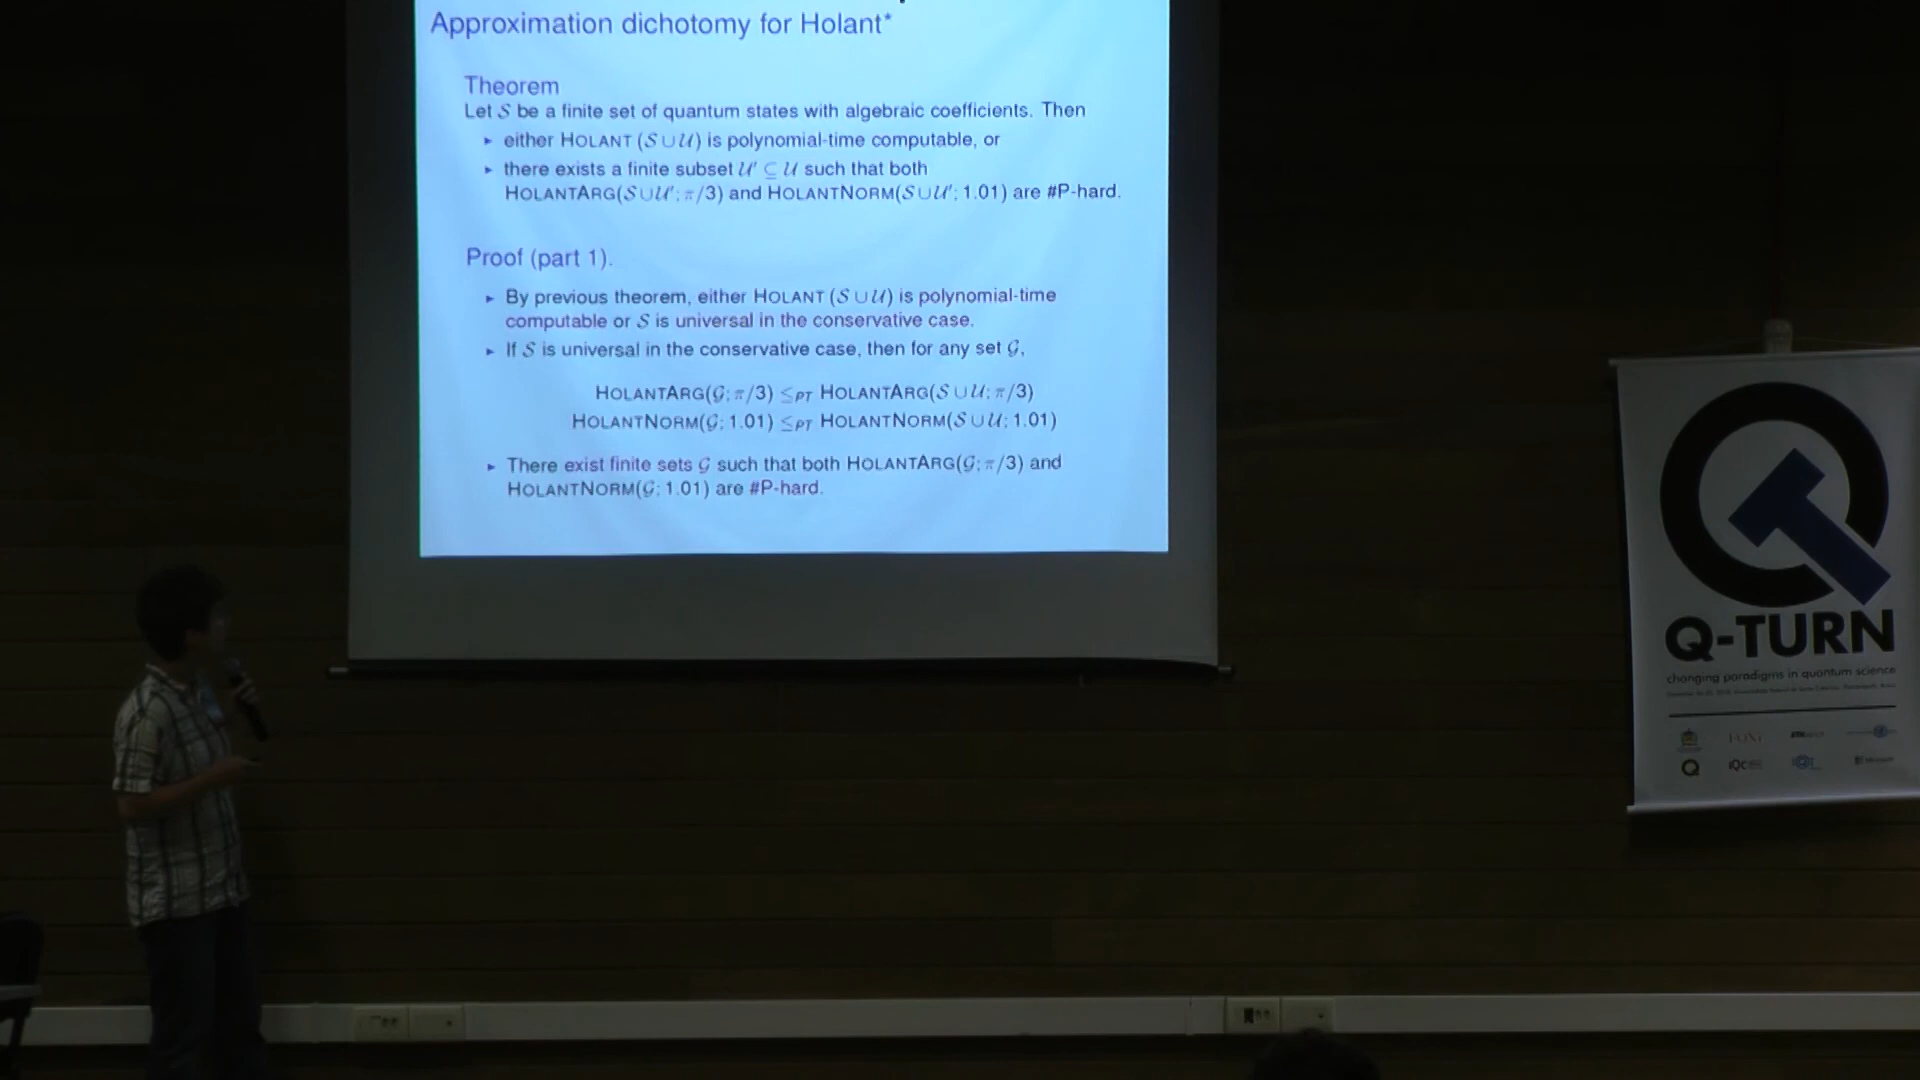 Approximation dichotomy for Holant*
Theorem
Let 𝒮 be a finite set of quantum states with algebraic coefficients. Then
▸ either HOLANT (𝒮 ∪ 𝒰) is polynomial-time computable, or
▸ there exists a finite subset 𝒰′ ⊆ 𝒰 such that both
HOLANTARG(𝒮 ∪ 𝒰′; π/3) and HOLANTNORM(𝒮 ∪ 𝒰′; 1.01) are #P-hard.
Proof (part 1).
▸ By previous theorem, either HOLANT (𝒮 ∪ 𝒰) is polynomial-time
computable or 𝒮 is universal in the conservative case.
▸ If 𝒮 is universal in the conservative case, then for any set 𝒢,
HOLANTARG(𝒢; π/3) ≤PT HOLANTARG(𝒮 ∪ 𝒰; π/3)
HOLANTNORM(𝒢; 1.01) ≤PT HOLANTNORM(𝒮 ∪ 𝒰; 1.01)
▸ There exist finite sets 𝒢 such that both HOLANTARG(𝒢; π/3) and
HOLANTNORM(𝒢; 1.01) are #P-hard.
Q-TURN
changing paradigms in quantum science
IQC
Microsoft